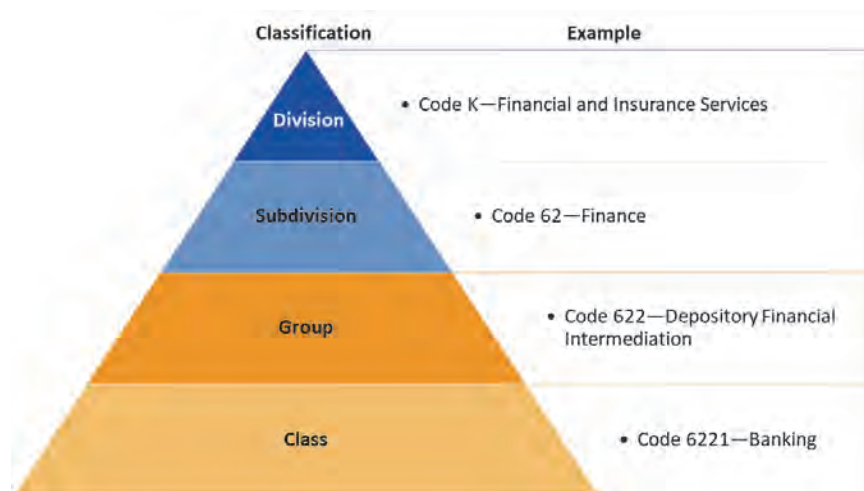 Classification Example
Division
• Code K—Financial and Insurance Services
Subdivision
• Code 62—Finance
Group
• Code 622—Depository Financial
Intermediation
Class
• Code 6221—Banking